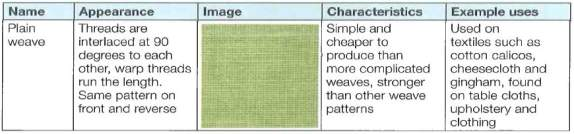 Name
Appearance
Image
Characteristics
Example uses
Plain
weave
Threads are
interlaced at 90
degrees to each
other, warp threads
run the length.
Same pattern on
front and reverse
Simple and
cheaper to
produce than
more complicated
weaves, stronger
than other weave
patterns
Used on
textiles such as
cotton calicos,
cheesecloth and
gingham, found
on table cloths,
upholstery and
clothing